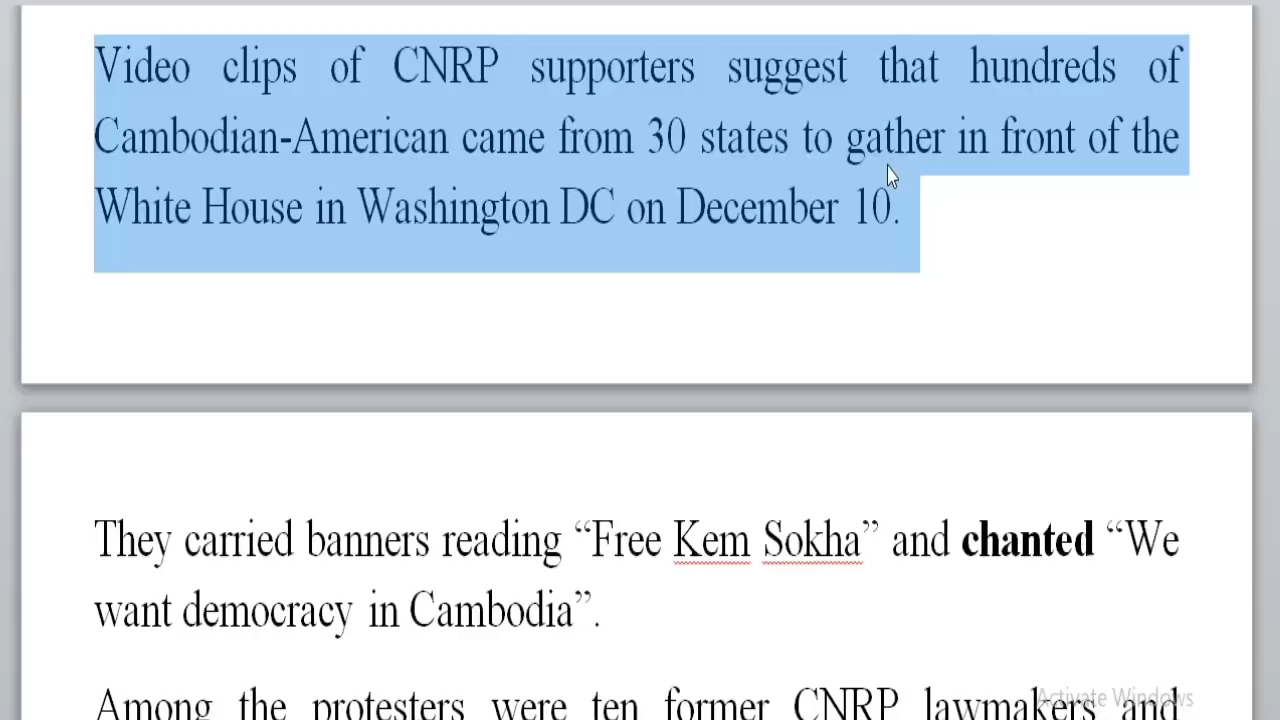 Video clips of CNRP supporters suggest that hundreds of
Cambodian-American came from 30 states to gather in front of the
White House in Washington DC on December 10.
They carried banners reading “Free Kem Sokha” and chanted “We
want democracy in Cambodia”.
Among the protesters were ten former CNRP lawmakers and
Activate Windows